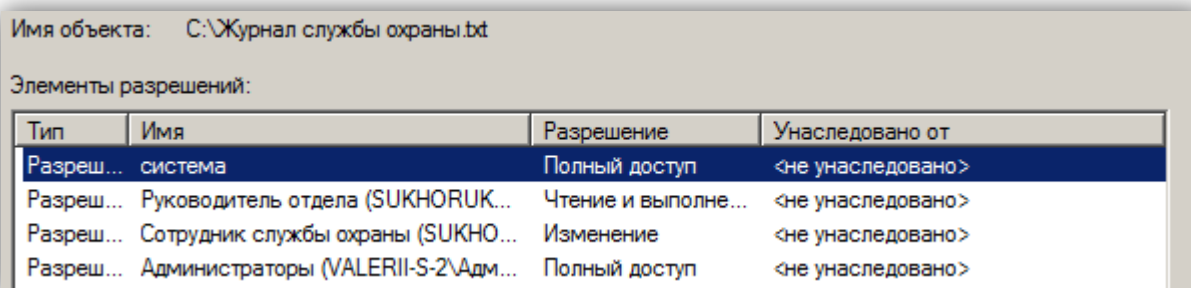 Имя объекта: C:\Журнал службы охраны.txt
Элементы разрешений:
Тип Имя Разрешение Унаследовано от
Разреш... система Полный доступ <не унаследовано>
Разреш... Руководитель отдела (SUKHORUK... Чтение и выполне... <не унаследовано>
Разреш... Сотрудник службы охраны (SUKHO... Изменение <не унаследовано>
Разреш... Администраторы (VALERII-S-2\Адм... Полный доступ <не унаследовано>